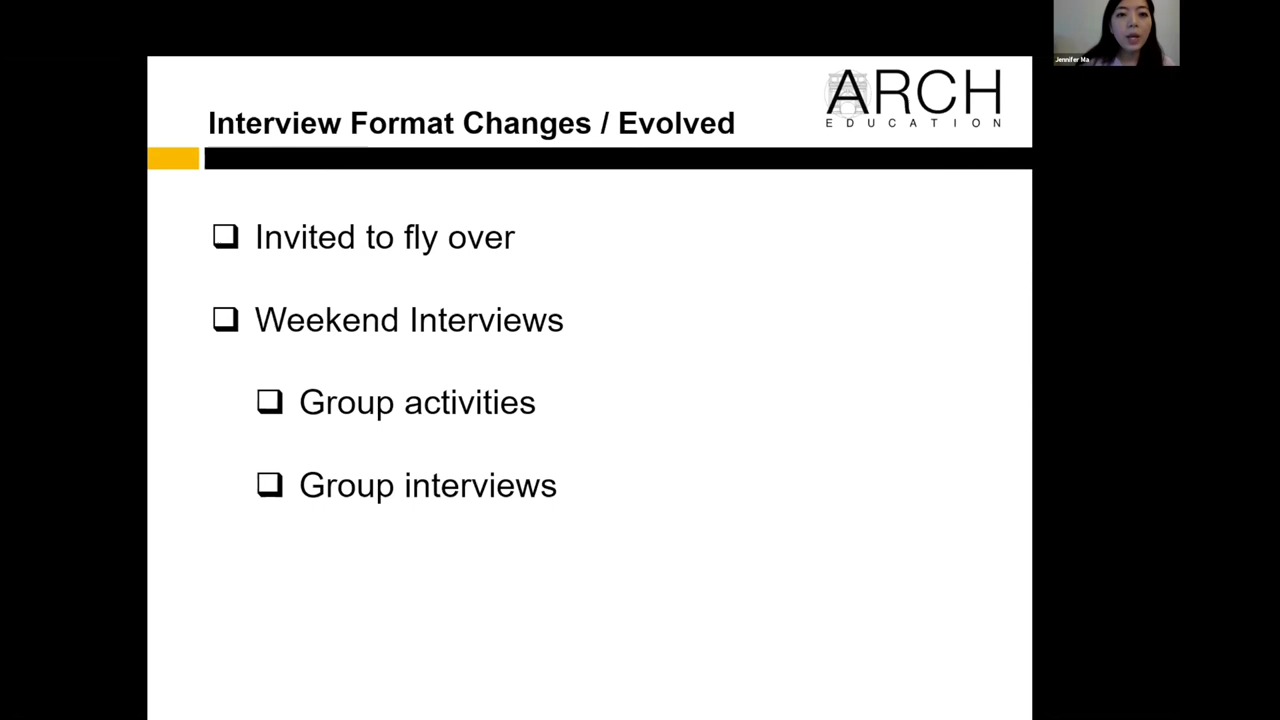 Jennifer Ma
ARCH
EDUCATION
Interview Format Changes / Evolved
Invited to fly over
Weekend Interviews
Group activities
Group interviews